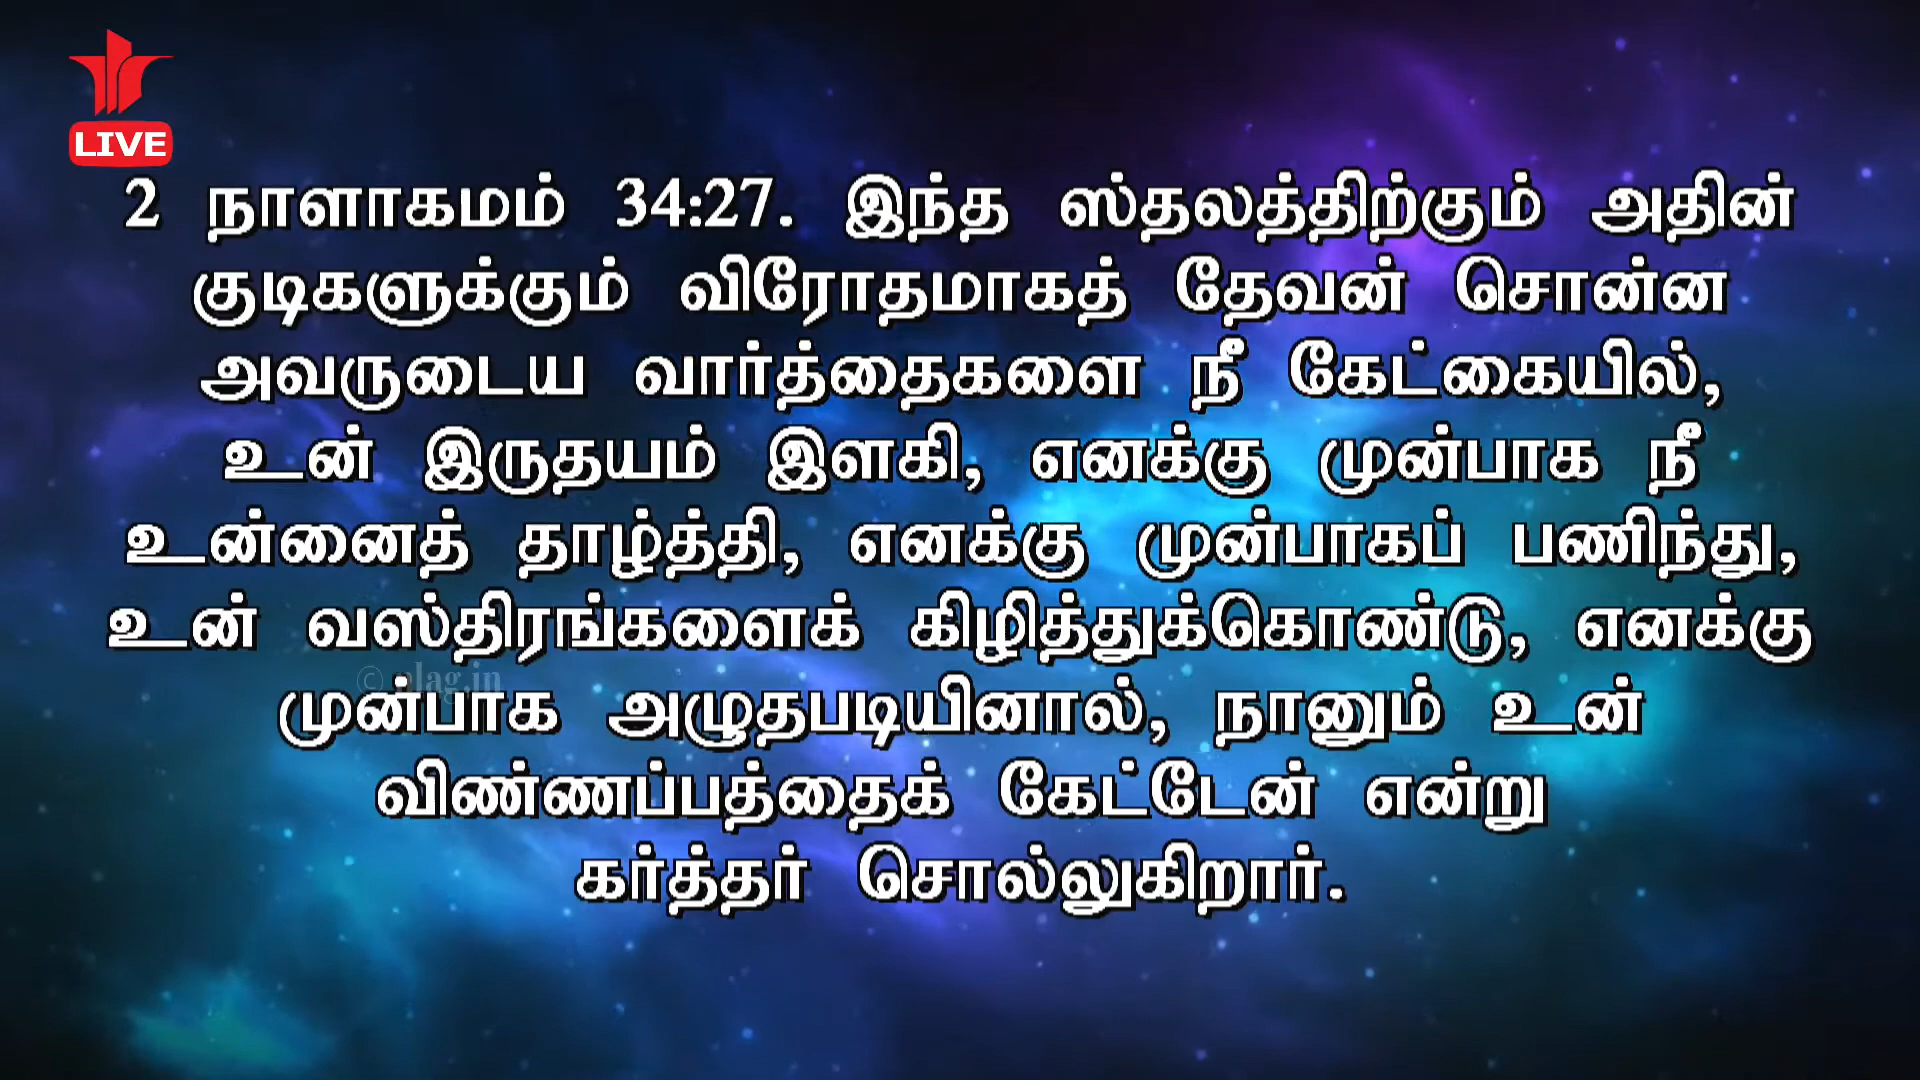 LIVE
2 நாளாகமம் 34:27. இந்த ஸ்தலத்திற்கும் அதின்
குடிகளுக்கும் விரோதமாகத் தேவன் சொன்ன
அவருடைய வார்த்தைகளை நீ கேட்கையில்,
உன் இருதயம் இளகி, எனக்கு முன்பாக நீ
உன்னைத் தாழ்த்தி, எனக்கு முன்பாகப் பணிந்து,
உன் வஸ்திரங்களைக் கிழித்துக்கொண்டு, எனக்கு
முன்பாக அழுதபடியினால், நானும் உன்
விண்ணப்பத்தைக் கேட்டேன் என்று
கர்த்தர் சொல்லுகிறார்.